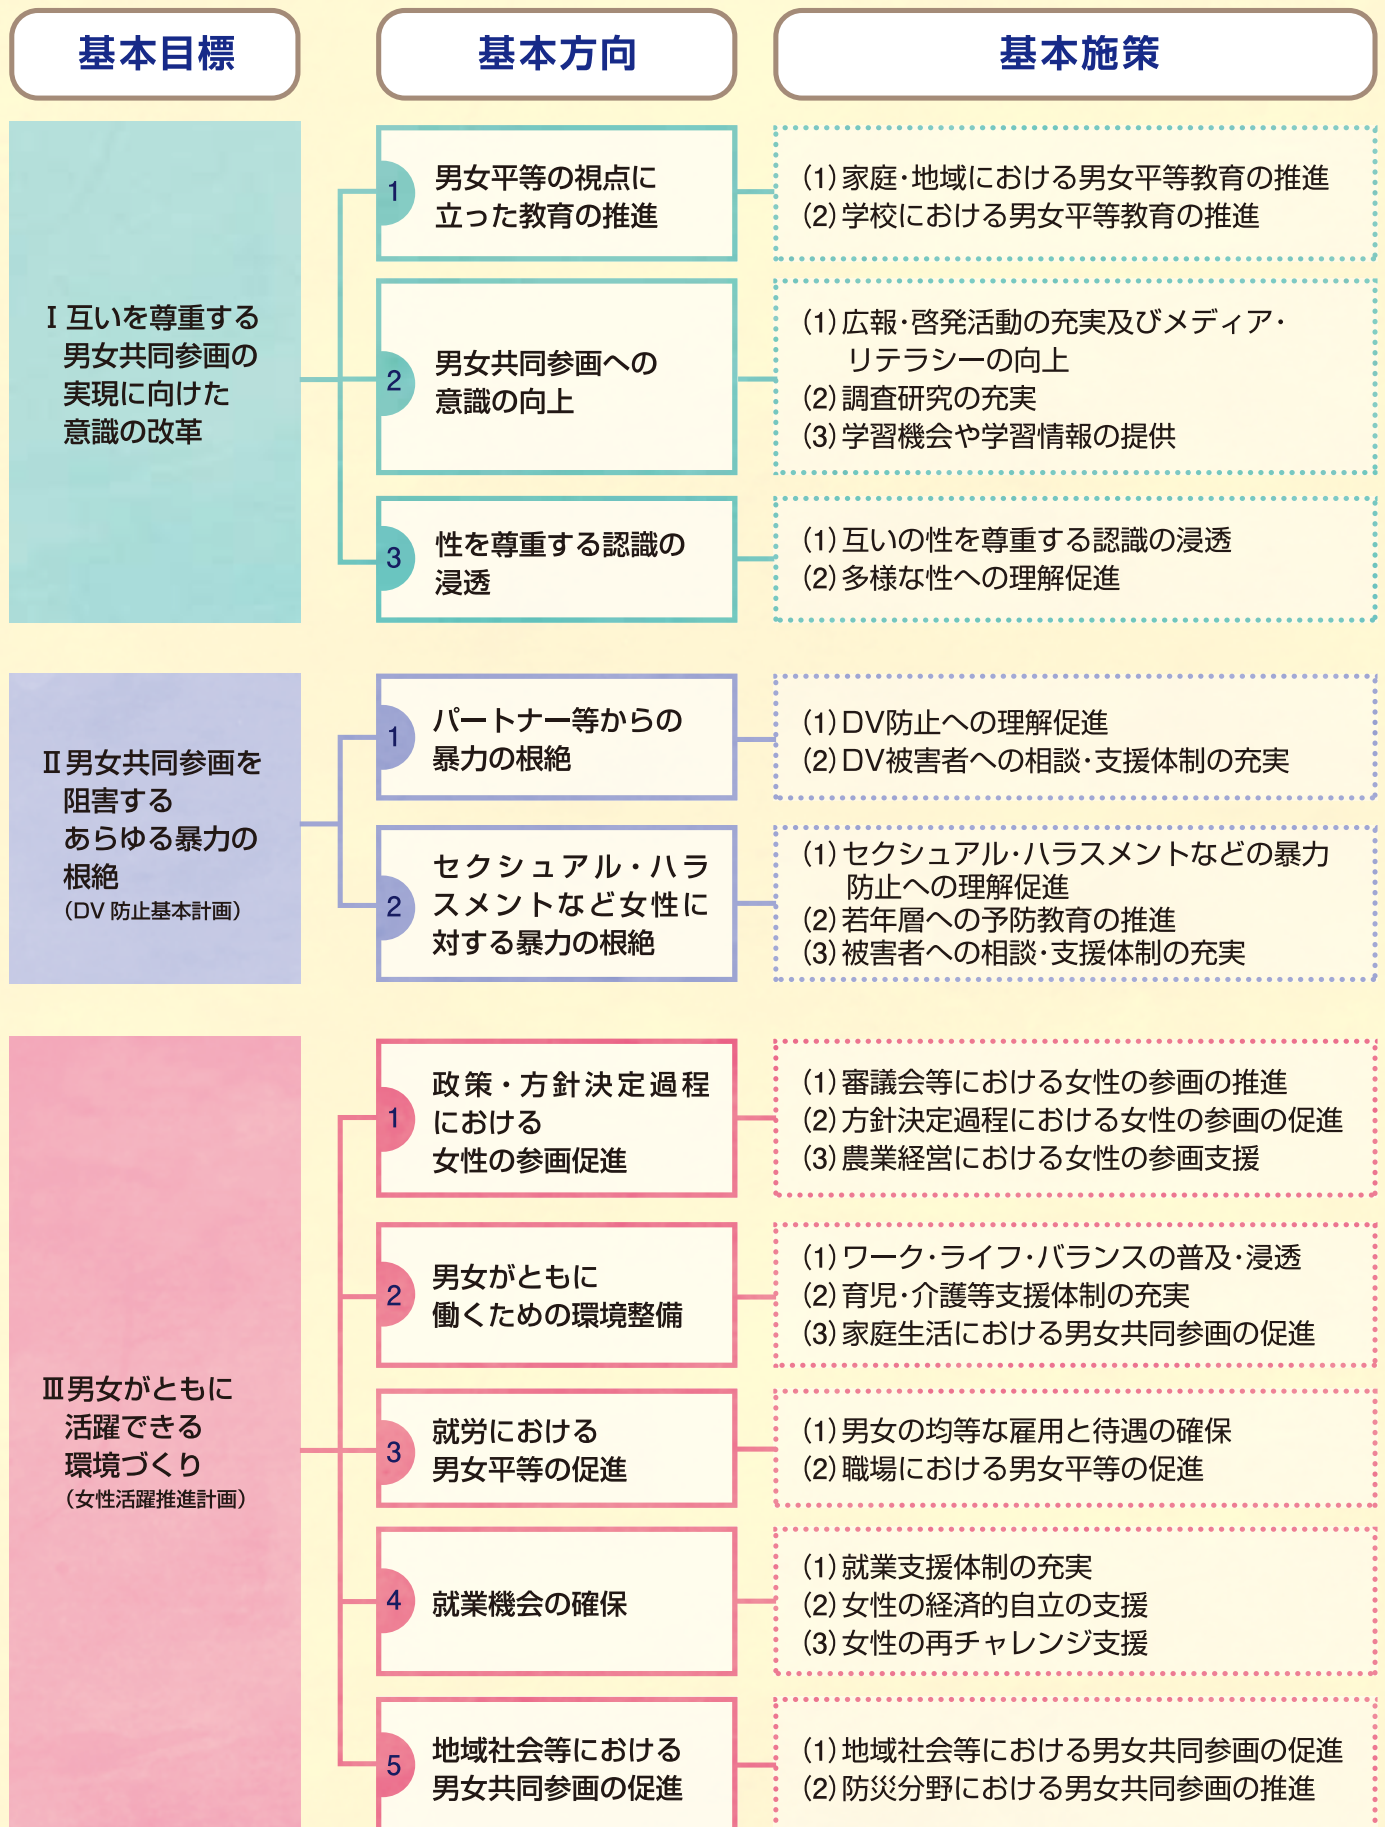 基本目標
基本方向
基本施策
Ⅰ 互いを尊重する
男女共同参画の
実現に向けた
意識の改革
1
男女平等の視点に
立った教育の推進
(1)家庭・地域における男女平等教育の推進
(2)学校における男女平等教育の推進
2
男女共同参画への
意識の向上
(1)広報・啓発活動の充実及びメディア・
リテラシーの向上
(2)調査研究の充実
(3)学習機会や学習情報の提供
3
性を尊重する認識の
浸透
(1)互いの性を尊重する認識の浸透
(2)多様な性への理解促進
Ⅱ男女共同参画を
阻害する
あらゆる暴力の
根絶
(DV 防止基本計画)
1
パートナー等からの
暴力の根絶
(1)DV防止への理解促進
(2)DV被害者への相談・支援体制の充実
2
セクシュアル・ハラ
スメントなど女性に
対する暴力の根絶
(1)セクシュアル・ハラスメントなどの暴力
防止への理解促進
(2)若年層への予防教育の推進
(3)被害者への相談・支援体制の充実
Ⅲ男女がともに
活躍できる
環境づくり
(女性活躍推進計画)
1
政策・方針決定過程
における
女性の参画促進
(1)審議会等における女性の参画の推進
(2)方針決定過程における女性の参画の促進
(3)農業経営における女性の参画支援
2
男女がともに
働くための環境整備
(1)ワーク・ライフ・バランスの普及・浸透
(2)育児・介護等支援体制の充実
(3)家庭生活における男女共同参画の促進
3
就労における
男女平等の促進
(1)男女の均等な雇用と待遇の確保
(2)職場における男女平等の促進
4
就業機会の確保
(1)就業支援体制の充実
(2)女性の経済的自立の支援
(3)女性の再チャレンジ支援
5
地域社会等における
男女共同参画の促進
(1)地域社会等における男女共同参画の促進
(2)防災分野における男女共同参画の推進